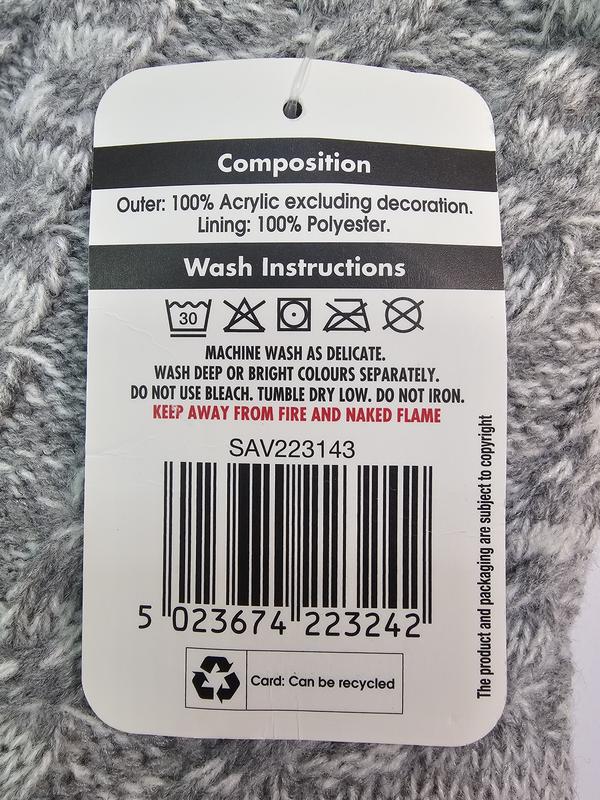 Composition
Outer: 100% Acrylic excluding decoration.
Lining: 100% Polyester.
Wash Instructions
30
MACHINE WASH AS DELICATE.
WASH DEEP OR BRIGHT COLOURS SEPARATELY.
DO NOT USE BLEACH. TUMBLE DRY LOW. DO NOT IRON.
KEEP AWAY FROM FIRE AND NAKED FLAME
SAV223143
5 023674 223242
Card: Can be recycled
The product and packaging are subject to copyright